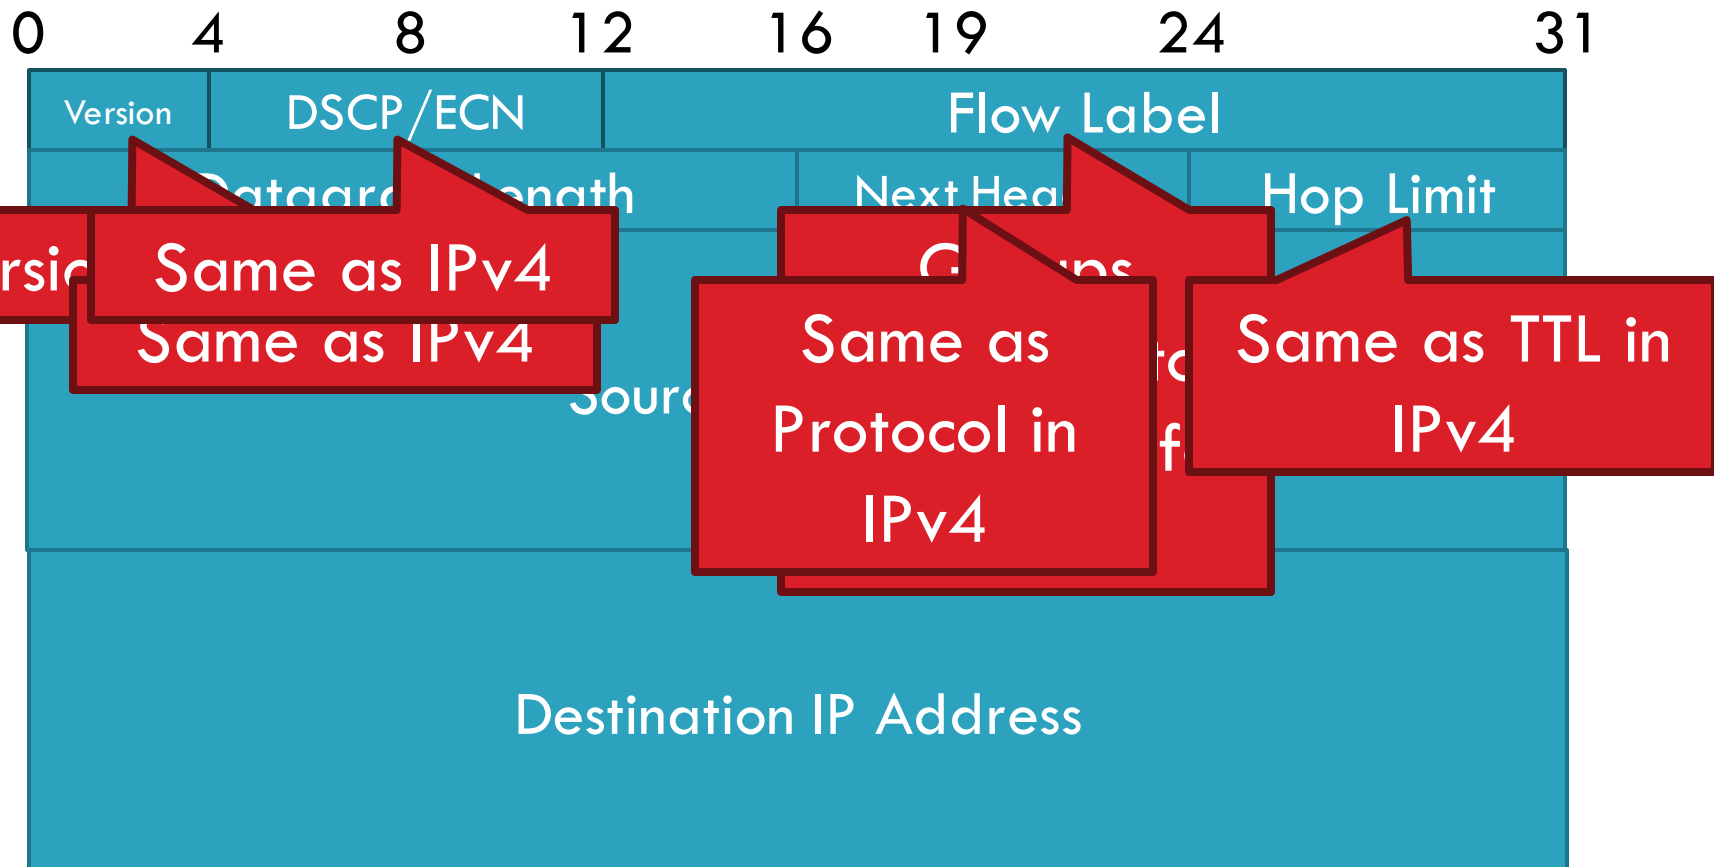 0 4 8 12 16 19 24 31
Version DSCP/ECN Flow Label
Next Hop Limit
Same as IPv4
Same as IPv4
Same as
Protocol in
IPv4
Same as TTL in
IPv4
Destination IP Address